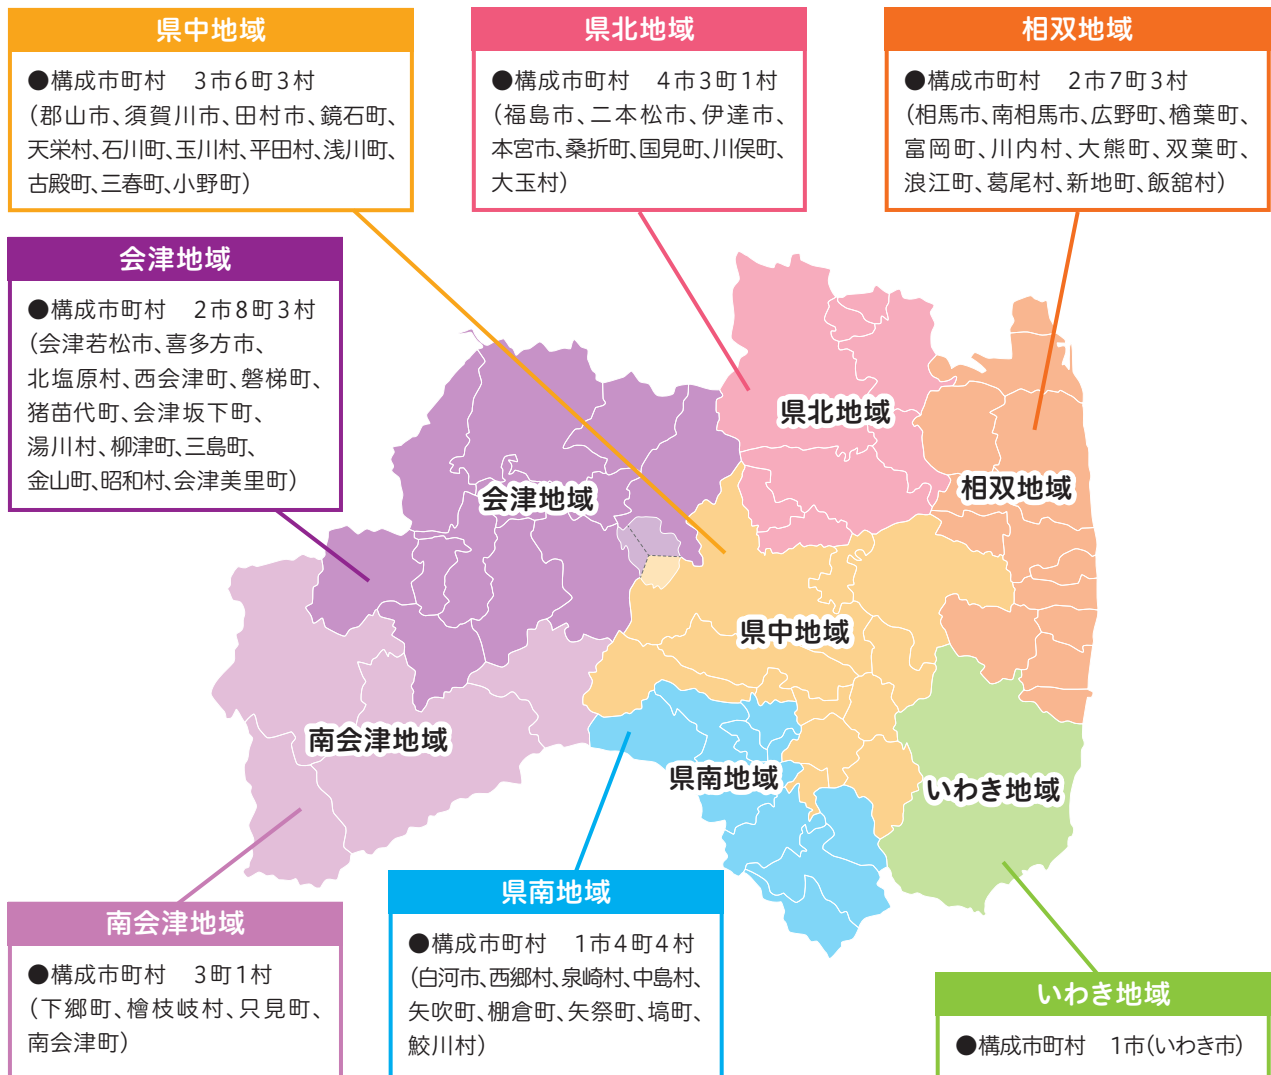 県中地域
●構成市町村　3市6町3村
(郡山市、須賀川市、田村市、鏡石町、
天栄村、石川町、玉川村、平田村、浅川町、
古殿町、三春町、小野町)
県北地域
●構成市町村　4市3町1村
(福島市、二本松市、伊達市、
本宮市、桑折町、国見町、川俣町、
大玉村)
相双地域
●構成市町村　2市7町3村
(相馬市、南相馬市、広野町、楢葉町、
富岡町、川内村、大熊町、双葉町、
浪江町、葛尾村、新地町、飯舘村)
会津地域
●構成市町村　2市8町3村
(会津若松市、喜多方市、
北塩原村、西会津町、磐梯町、
猪苗代町、会津坂下町、
湯川村、柳津町、三島町、
金山町、昭和村、会津美里町)
県北地域
相双地域
会津地域
県中地域
南会津地域
県南地域
いわき地域
南会津地域
●構成市町村　3町1村
(下郷町、檜枝岐村、只見町、
南会津町)
県南地域
●構成市町村　1市4町4村
(白河市、西郷村、泉崎村、中島村、
矢吹町、棚倉町、矢祭町、塙町、
鮫川村)
いわき地域
●構成市町村　1市(いわき市)